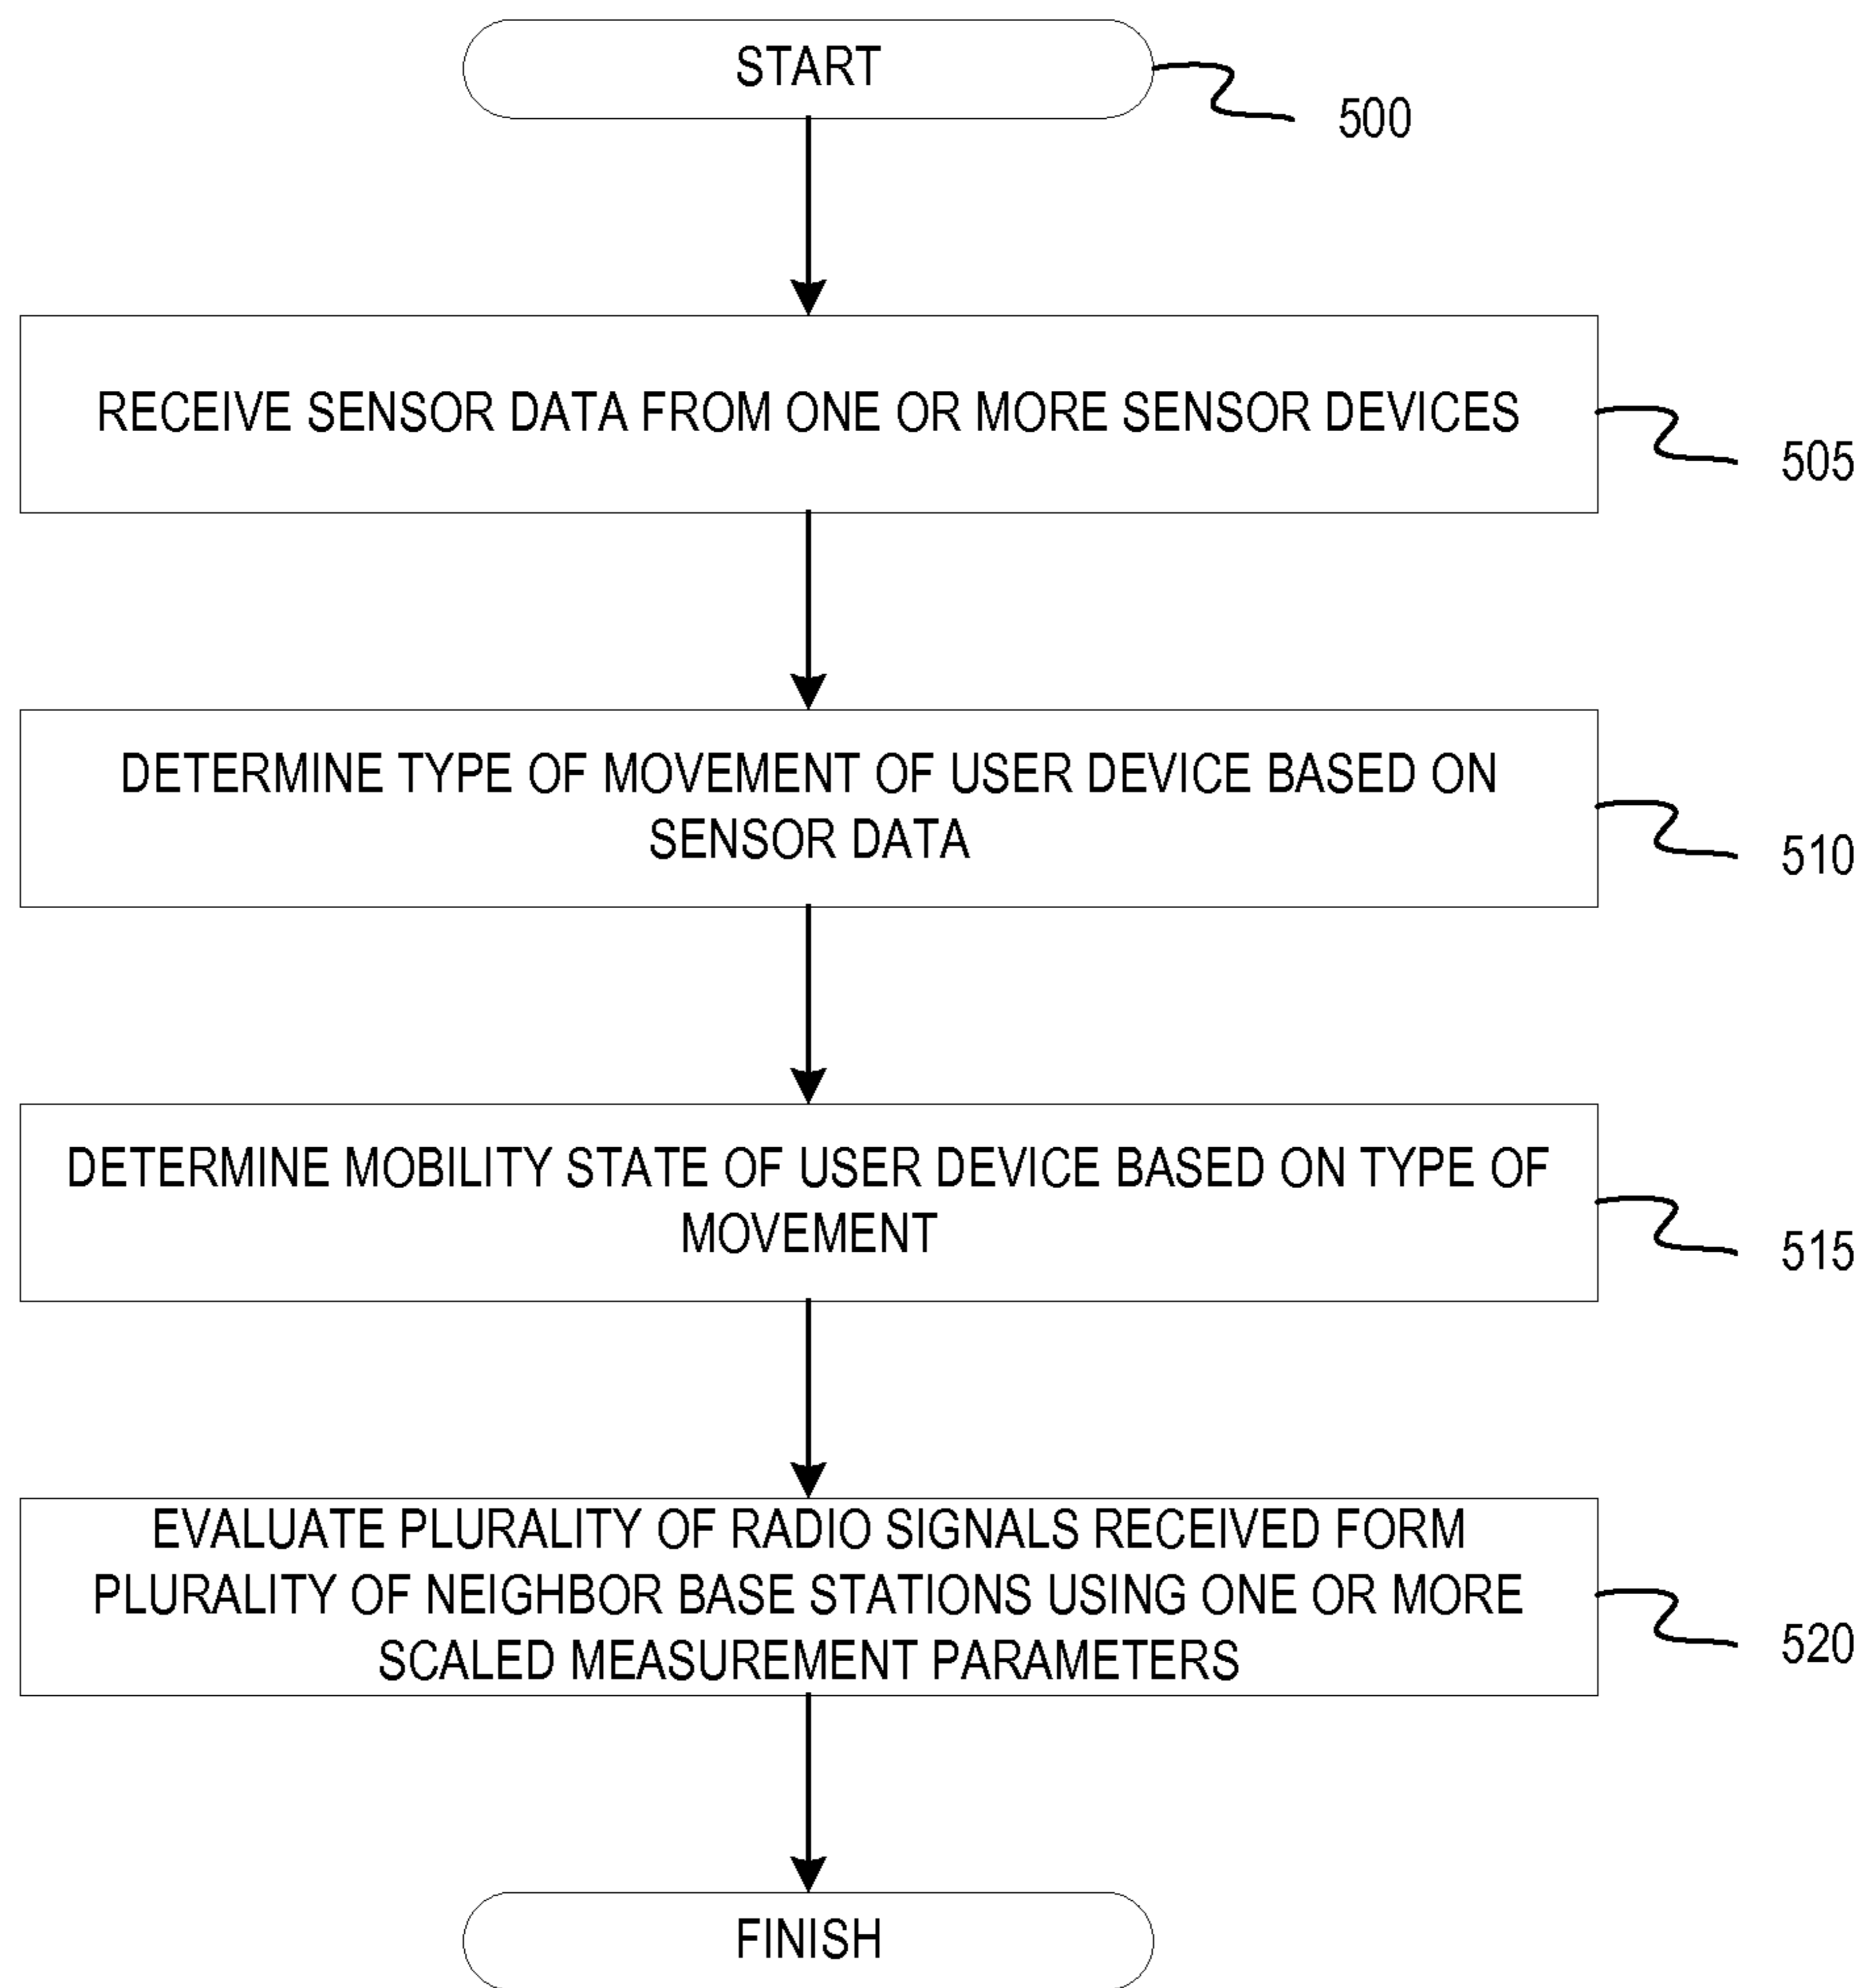 START
500
RECEIVE SENSOR DATA FROM ONE OR MORE SENSOR DEVICES
505
DETERMINE TYPE OF MOVEMENT OF USER DEVICE BASED ON
SENSOR DATA
510
DETERMINE MOBILITY STATE OF USER DEVICE BASED ON TYPE OF
MOVEMENT
515
EVALUATE PLURALITY OF RADIO SIGNALS RECEIVED FORM
PLURALITY OF NEIGHBOR BASE STATIONS USING ONE OR MORE
SCALED MEASUREMENT PARAMETERS
520
FINISH